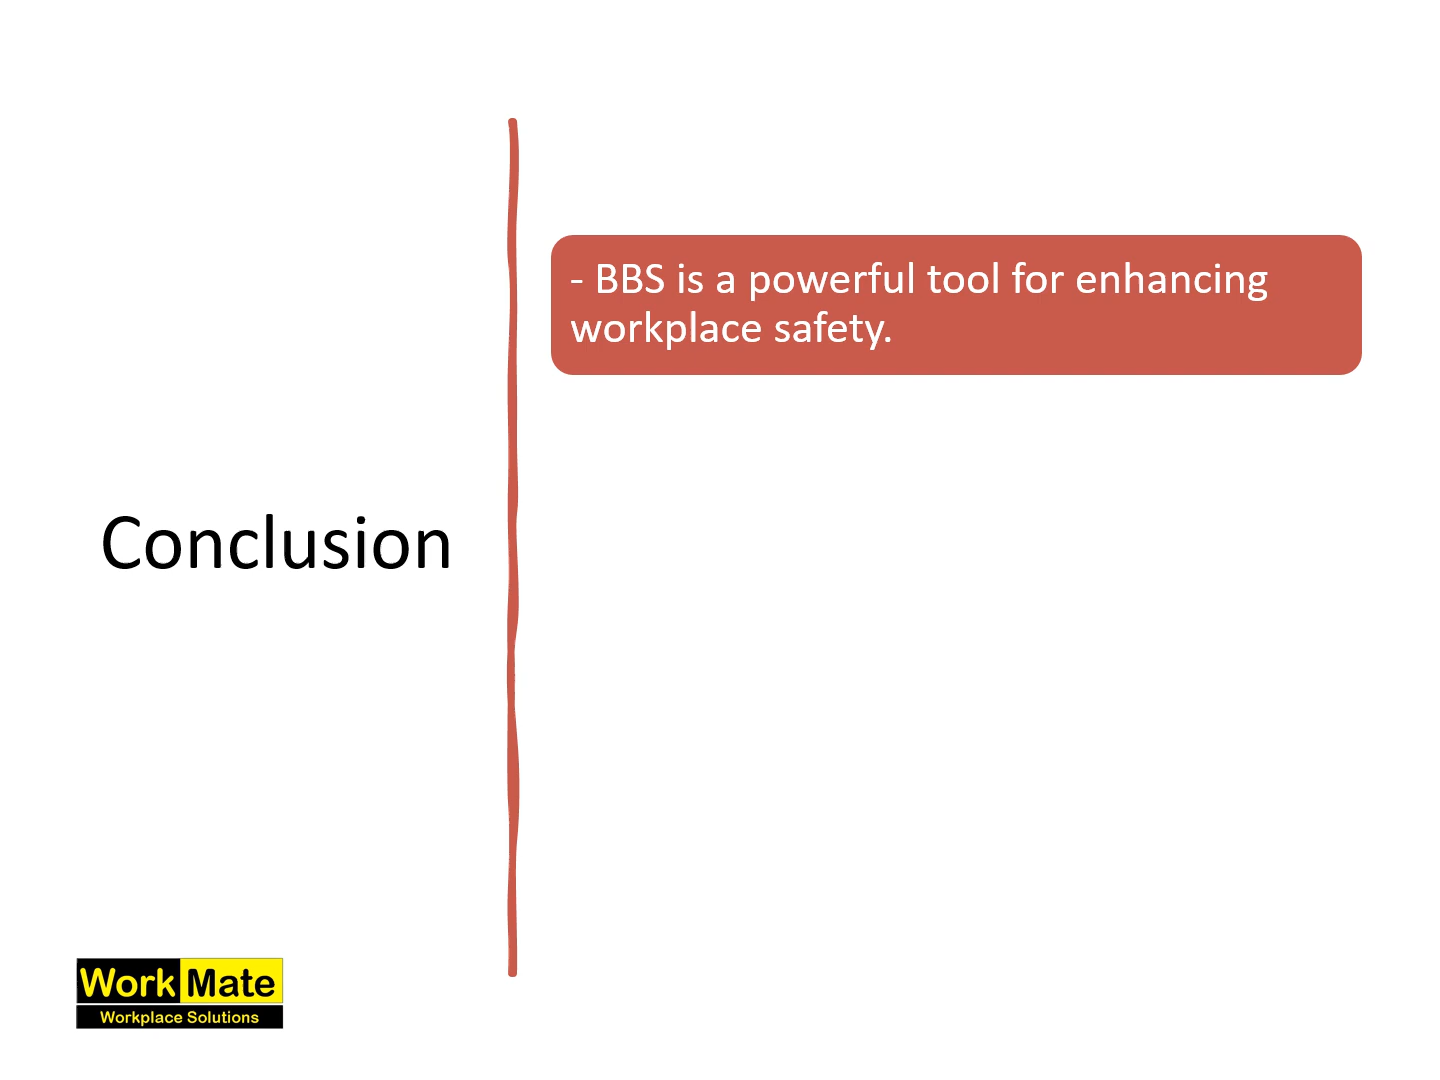 - BBS is a powerful tool for enhancing
workplace safety.
Conclusion
Work Mate
Workplace Solutions